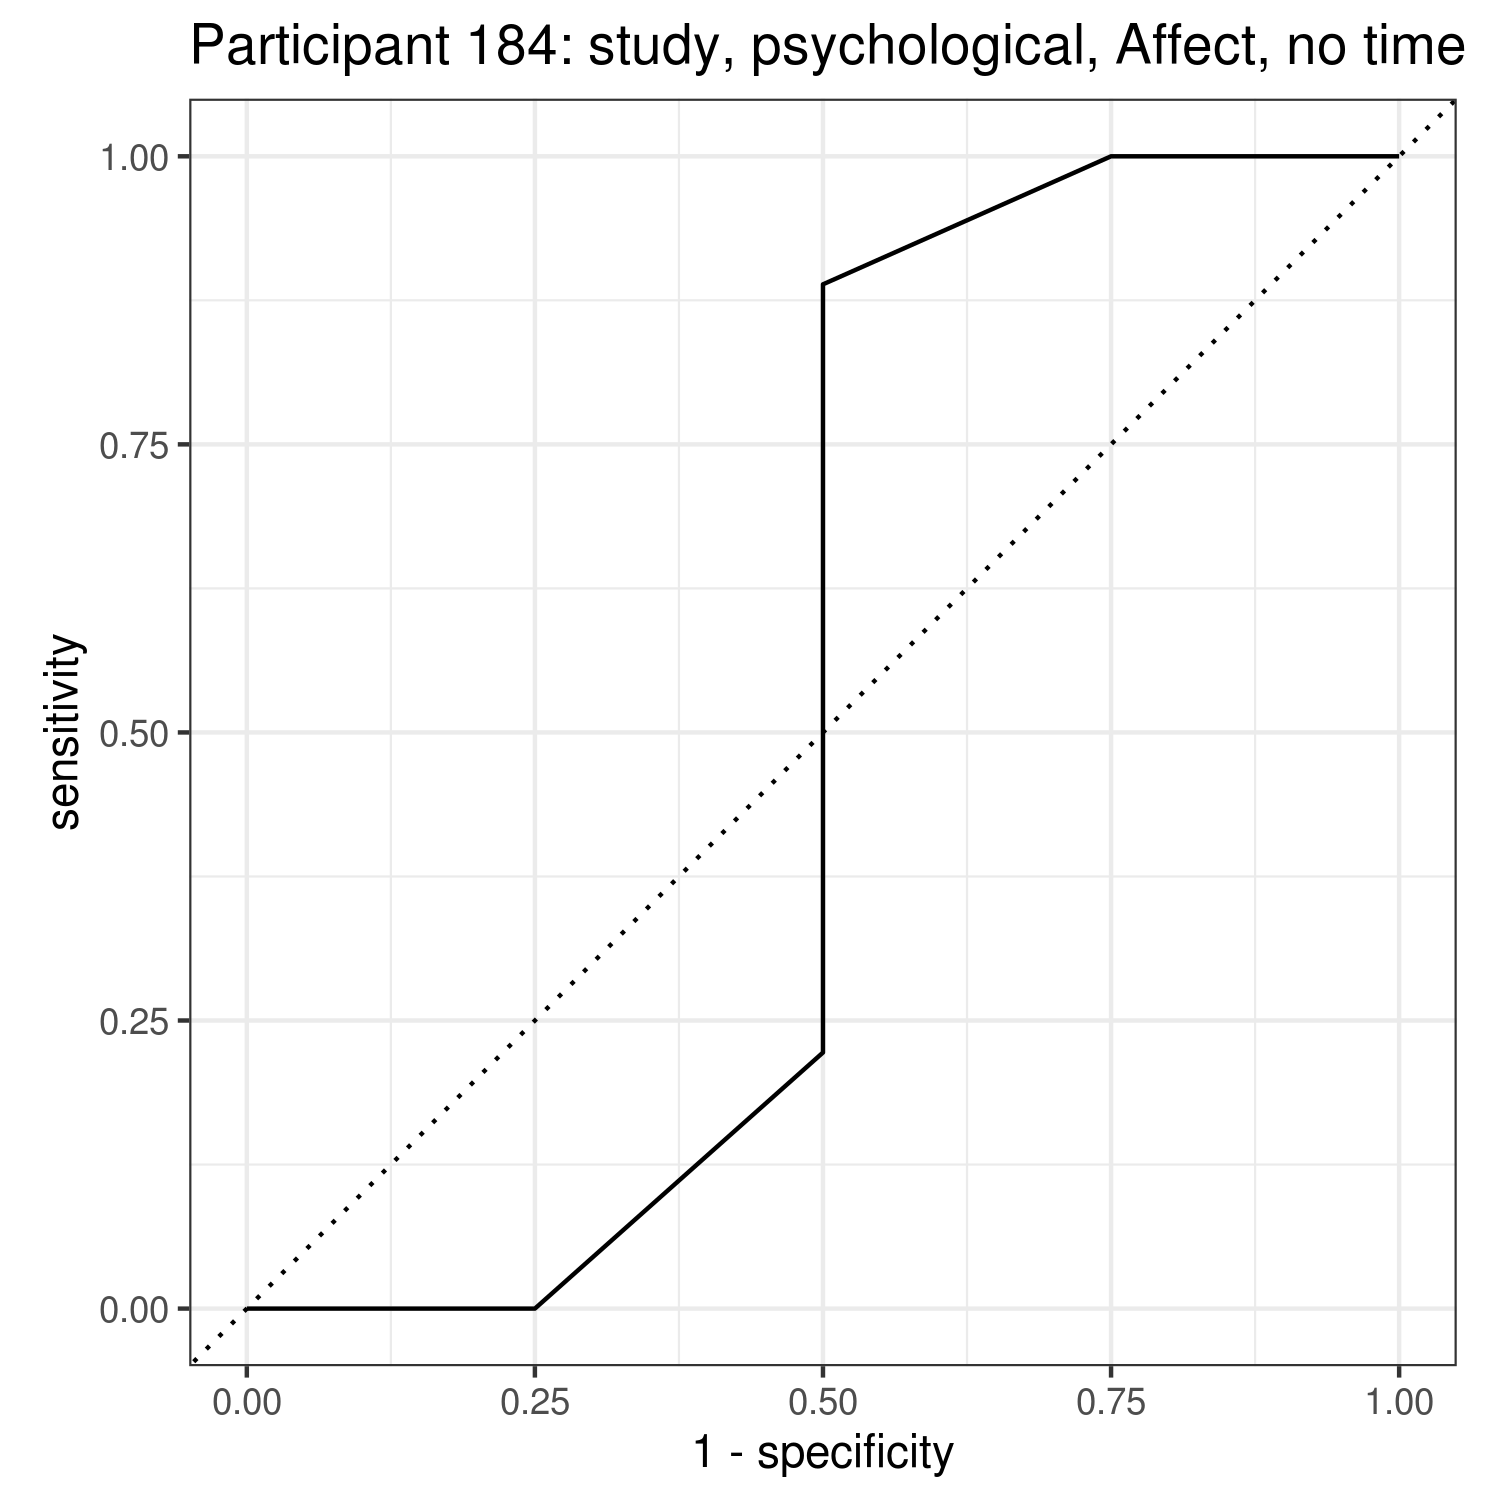 Participant 184: study, psychological, Affect, no time
1.00
0.75
0.50
0.25
0.00
sensitivity
0.00 0.25 0.50 0.75 1.00
1 - specificity